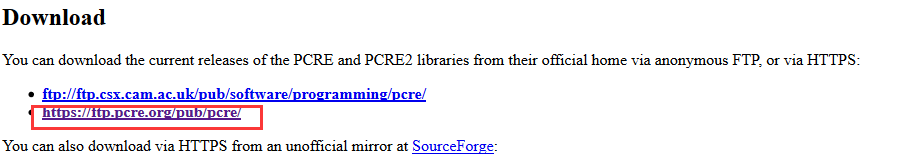 Download
You can download the current releases of the PCRE and PCRE2 libraries from their official home via anonymous FTP, or via HTTPS:
ftp://ftp.csx.cam.ac.uk/pub/software/programming/pcre/
https://ftp.pcre.org/pub/pcre/
You can also download via HTTPS from an unofficial mirror at SourceForge: